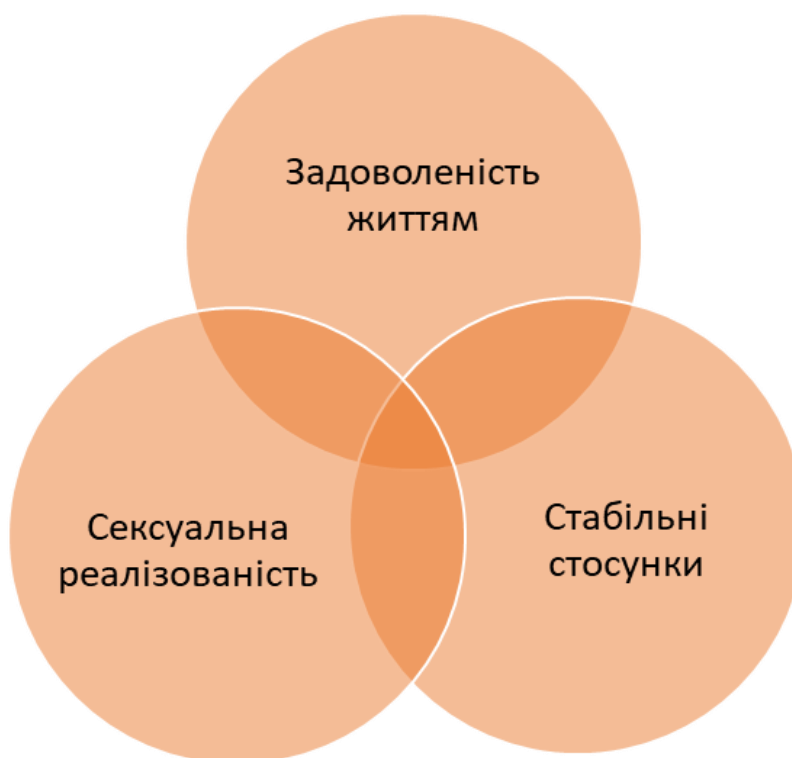 Задоволеність
життям
Сексуальна
реалізованість
Стабільні
стосунки